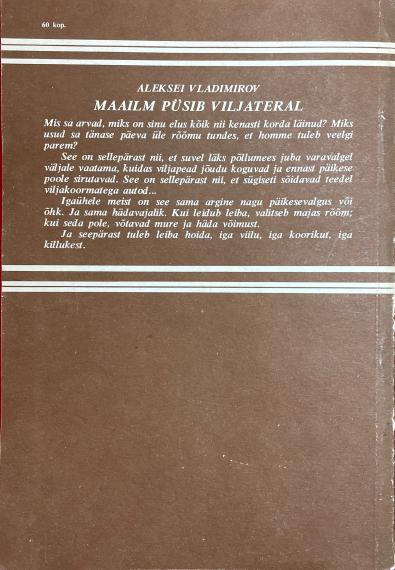 60 kop.
ALEKSEI VLADIMIROV
MAAILM PÜSIB VILJATERAL
Mis sa arvad, miks on sinu elus kõik nii kenasti korda läinud? Miks
usud sa tänase päeva üle rõõmu tundes, et homme tuleb veelgi
parem?
See on sellepärast nii, et suvel läks põllumees juba varavalgel
väljale vaatama, kuidas viljapead jõudu koguvad ja ennast päikese
poole sirutavad. See on sellepärast nii, et sügiseti sõidavad teedel
viljakoormatega autod...
Igaühele meist on see sama argine nagu päikesevalgus või
õhk. Ja sama hädavajalik. Kui leidub leiba, valitseb majas rõõm;
kui seda pole, võtavad mure ja häda võimust.
Ja seepärast tuleb leiba hoida, iga viilu, iga koorikut, iga
killukest.